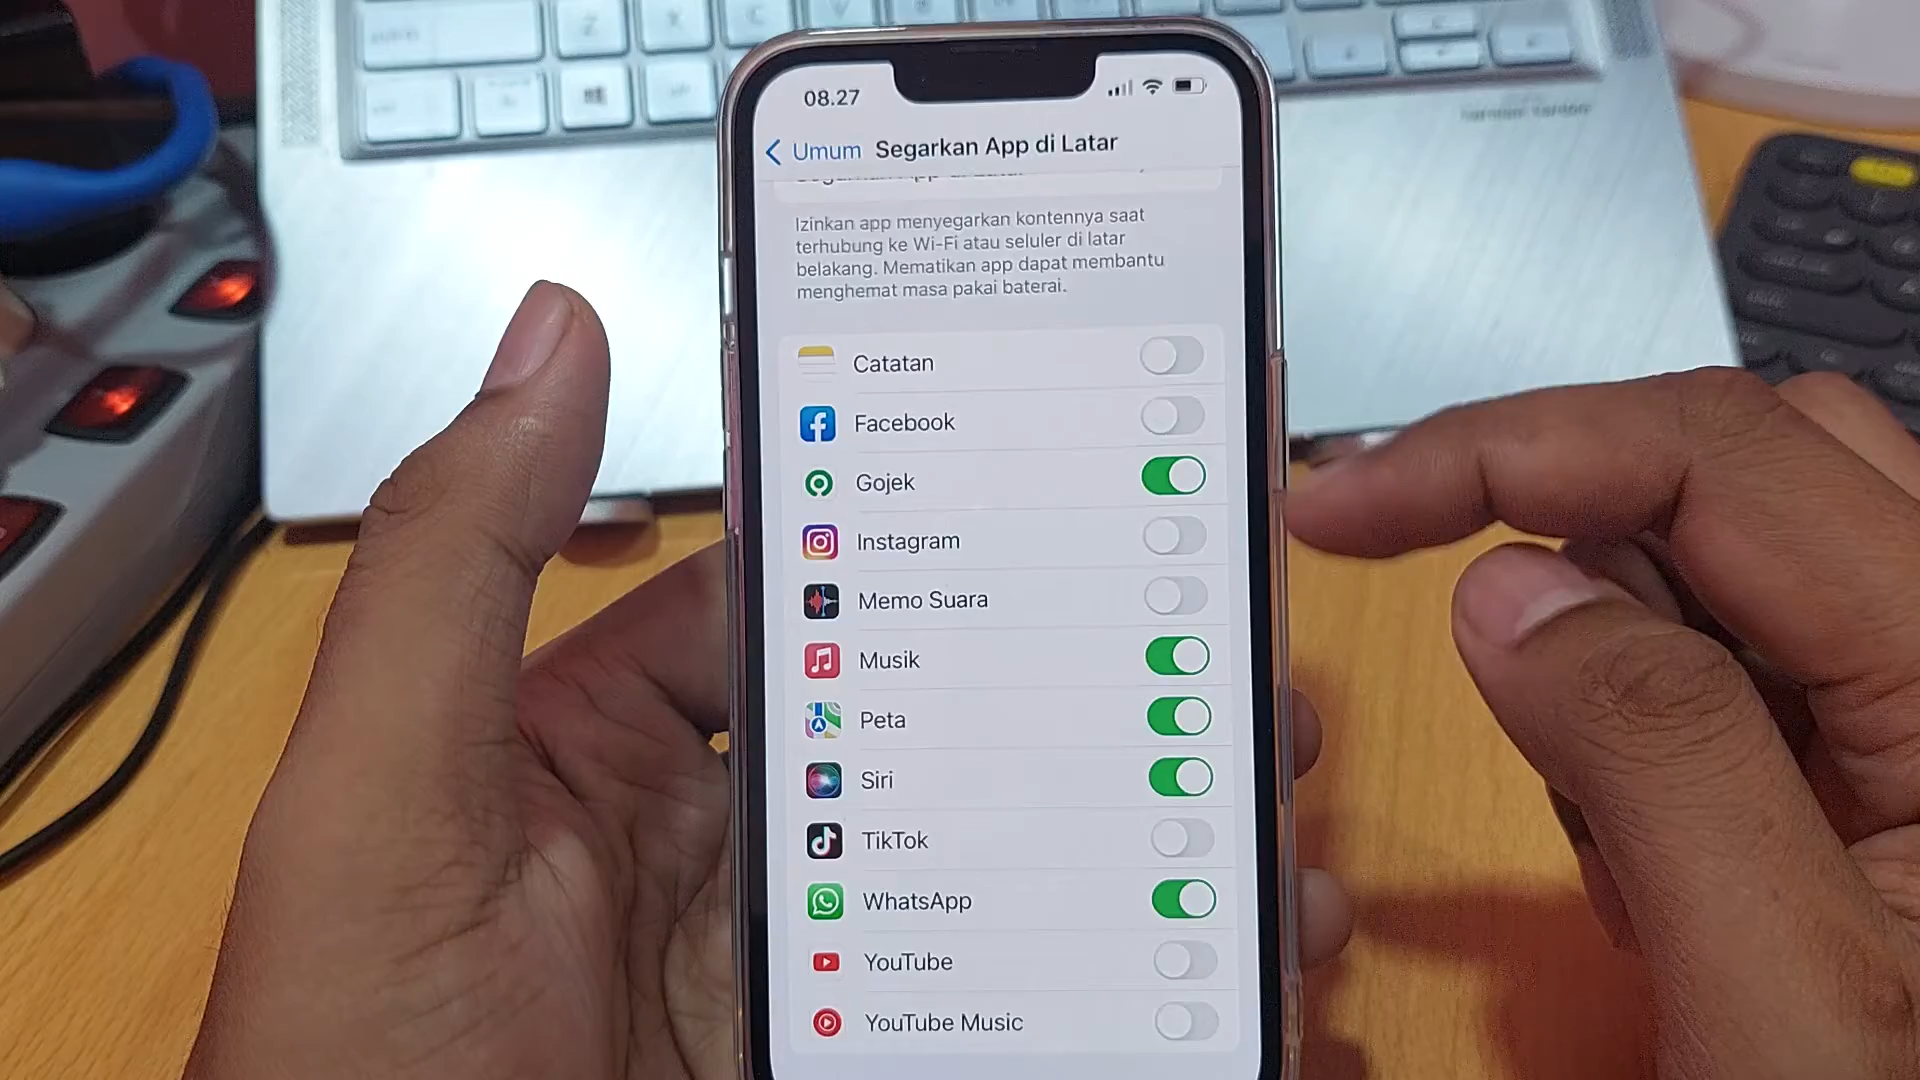 Z
X
C
V
08.27
Umum
Segarkan App di Latar
Izinkan app menyegarkan kontennya saat
terhubung ke Wi-Fi atau seluler di latar
belakang. Mematikan app dapat membantu
menghemat masa pakai baterai.
Catatan
Facebook
Gojek
Instagram
Memo Suara
Musik
Peta
Siri
TikTok
WhatsApp
YouTube
YouTube Music